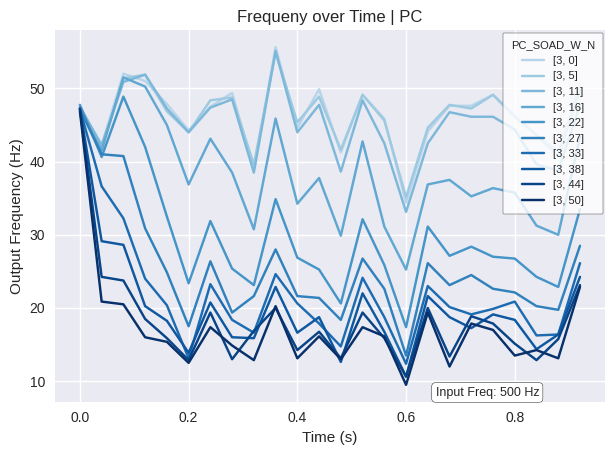 Frequeny over Time | PC
Output Frequency (Hz)
50
40
30
20
10
PC_SOAD_W_N
[3, 0]
[3, 5]
[3, 11]
[3, 16]
[3, 22]
[3, 27]
[3, 33]
[3, 38]
[3, 44]
[3, 50]
Input Freq: 500 Hz
0.0 0.2 0.4 0.6 0.8
Time (s)